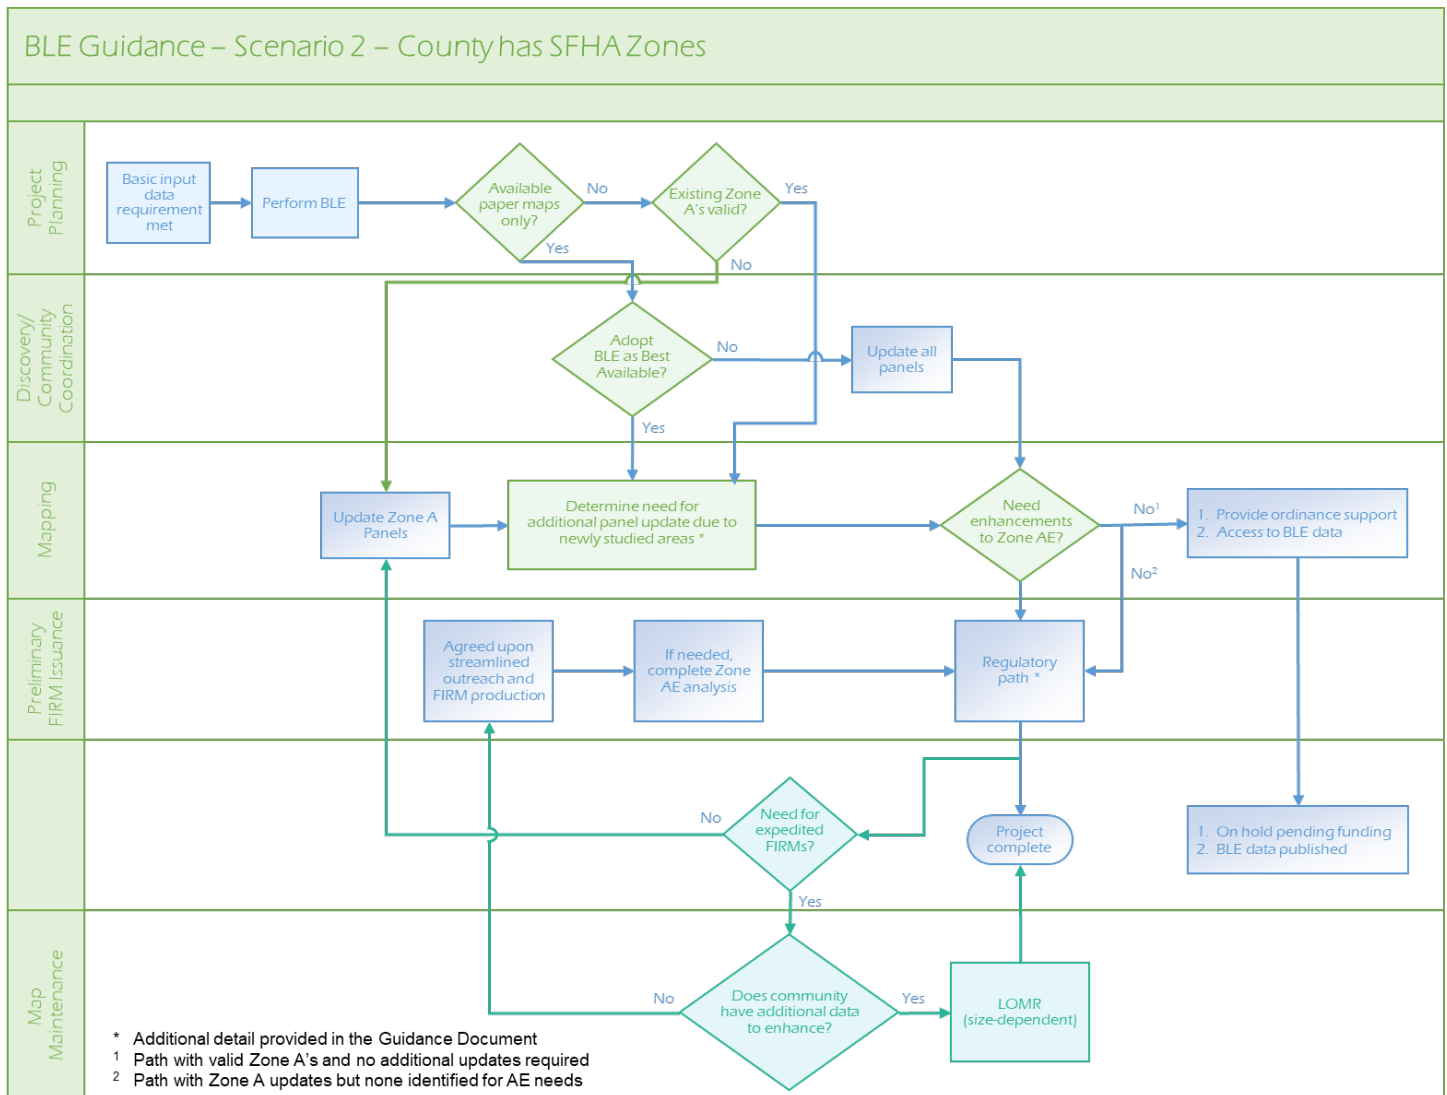 BLE Guidance – Scenario 2 – County has SFHA Zones
Project
Planning
Basic input
data
requirement
met
Perform BLE
Available
paper maps
only?
No
Existing Zone
A's valid?
Yes
Yes
No
Discovery/
Community
Coordination
Adopt
BLE as Best
Available?
No
Update all
panels
Yes
Mapping
Update Zone A
Panels
Determine need for
additional panel update due to
newly studied areas *
Need
enhancements
to Zone AE?
No¹
No²
1. Provide ordinance support
2. Access to BLE data
Preliminary
FIRM Issuance
Agreed upon
streamlined
outreach and
FIRM production
If needed,
complete Zone
AE analysis
Regulatory
path *
No
Need for
expedited
FIRMs?
Yes
Project
complete
1. On hold pending funding
2. BLE data published
Map
Maintenance
No
Does community
have additional data
to enhance?
Yes
LOMR
(size-dependent)
* Additional detail provided in the Guidance Document
¹ Path with valid Zone A's and no additional updates required
² Path with Zone A updates but none identified for AE needs